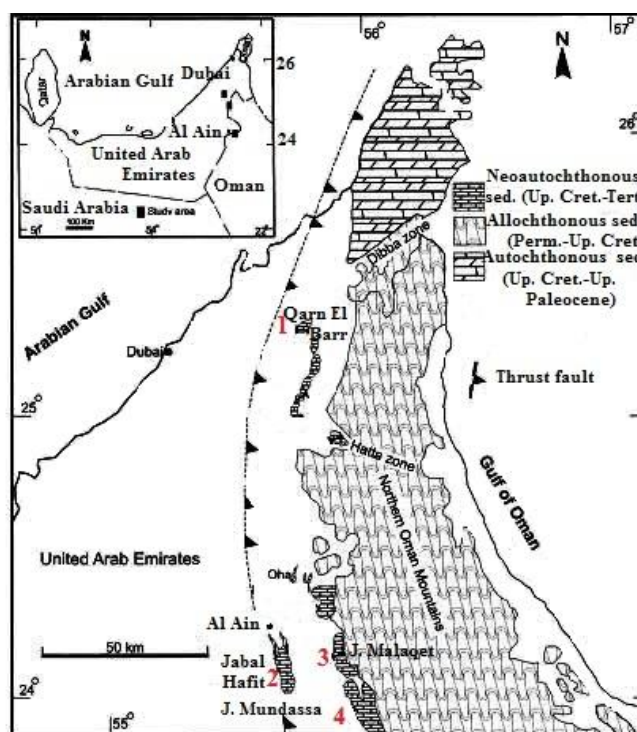 56°
57°
N
N
26
Arabian Gulf
Dubai
Qatar
24
Al Ain
United Arab
Emirates
Oman
Saudi Arabia
Study area
100 Km
26°
Neoautochthonous
sed. (Up. Cret.-Tert
Allochthonous sed
(Perm.-Up. Cret
Autochthonous sed
(Up. Cret.-Up.
Paleocene)
Dibba zone
Qarn El
Barr
1
Arabian Gulf
Dubai
Thrust fault
25°
Hatta zone
Gulf of Oman
Northern Oman
Mountains
United Arab Emirates
Oha
Al Ain
50 km
3
J. Malaqet
Jabal
Hafit
2
24°
J. Mundassa
4
55°